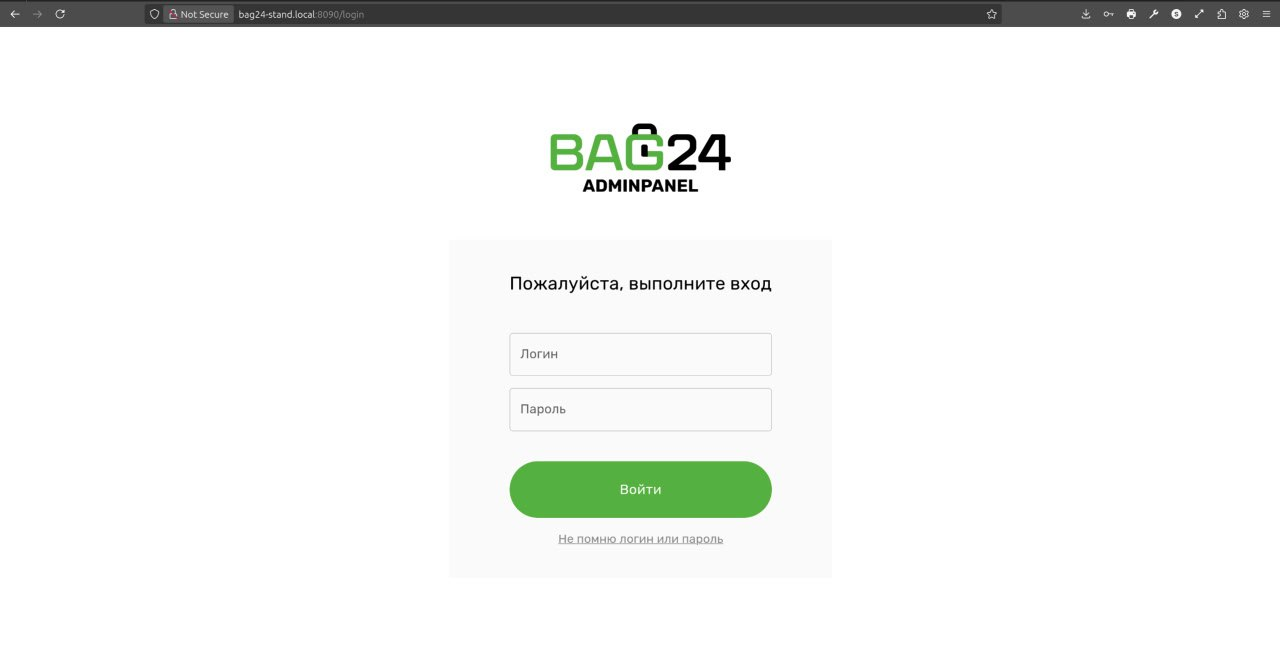 Not Secure bag24-stand.local:8090/login
BAG24
ADMINPANEL
Пожалуйста, выполните вход
Логин
Пароль
Войти
Не помню логин или пароль